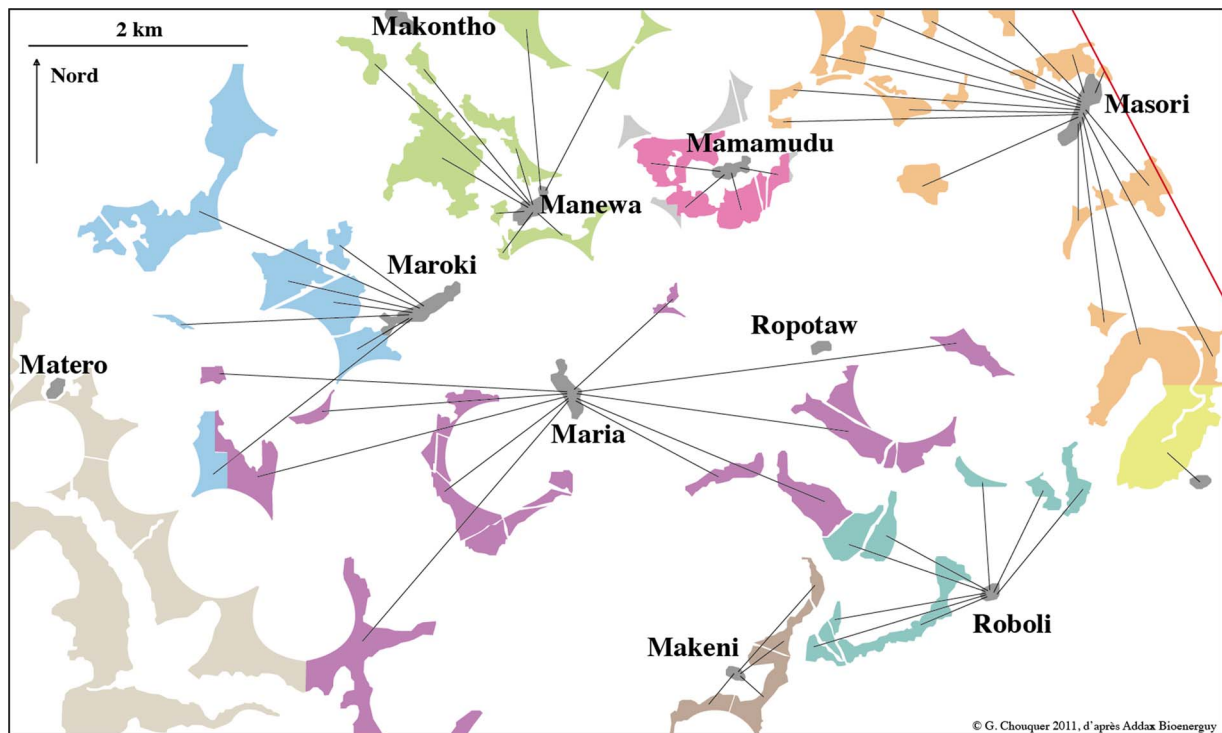 2 km
Nord
Makontho
Masori
Mamamudu
Manewa
Maroki
Ropotaw
Matero
Maria
Roboli
Makeni
© G. Chouquer 2011, d'après Addax Bioenerguy